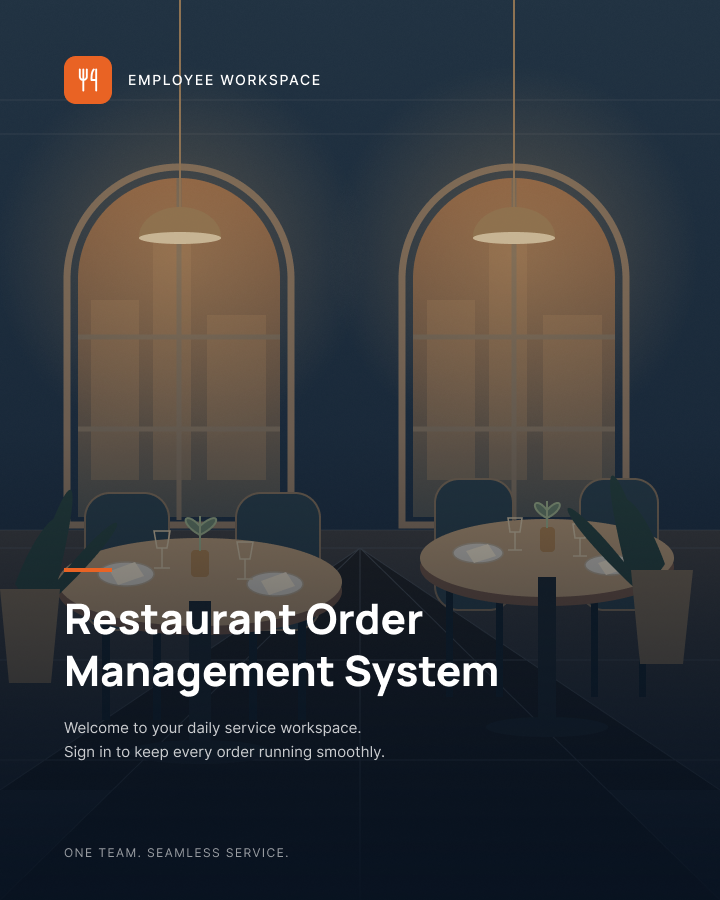 EMPLOYEE WORKSPACE
Restaurant Order
Management System
Welcome to your daily service workspace.
Sign in to keep every order running smoothly.
ONE TEAM. SEAMLESS SERVICE.